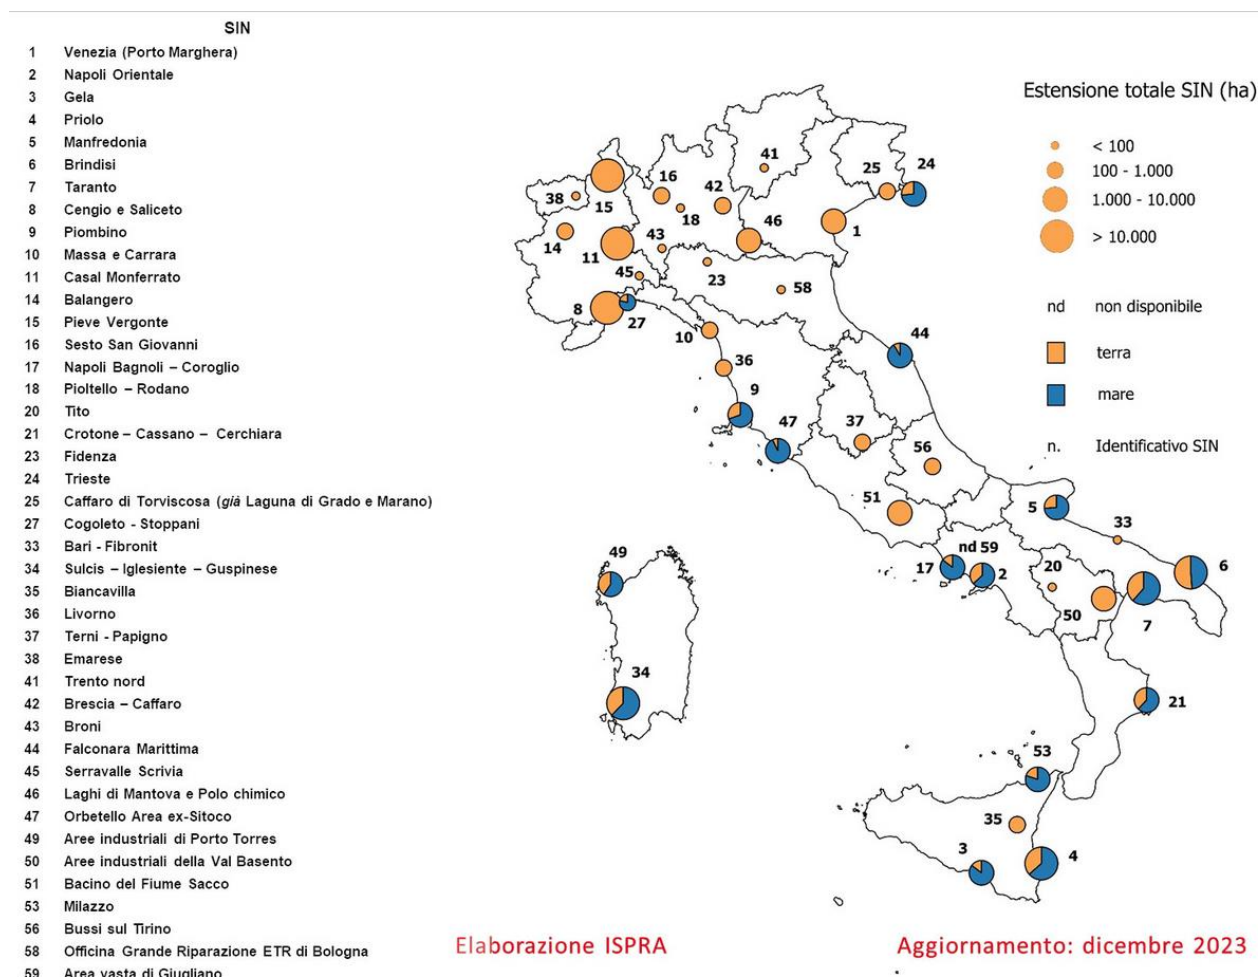 SIN
1 Venezia (Porto Marghera)
2 Napoli Orientale
3 Gela
4 Priolo
5 Manfredonia
6 Brindisi
7 Taranto
8 Cengio e Saliceto
9 Piombino
10 Massa e Carrara
11 Casal Monferrato
14 Balangero
15 Pieve Vergonte
16 Sesto San Giovanni
17 Napoli Bagnoli – Coroglio
18 Pioltello – Rodano
20 Tito
21 Crotone – Cassano – Cerchiara
23 Fidenza
24 Trieste
25 Caffaro di Torviscosa (già Laguna di Grado e Marano)
27 Cogoleto - Stoppani
33 Bari - Fibronit
34 Sulcis – Iglesiente – Guspinese
35 Biancavilla
36 Livorno
37 Terni - Papigno
38 Emarese
41 Trento nord
42 Brescia – Caffaro
43 Broni
44 Falconara Marittima
45 Serravalle Scrivia
46 Laghi di Mantova e Polo chimico
47 Orbetello Area ex-Sitoco
49 Aree industriali di Porto Torres
50 Aree industriali della Val Basento
51 Bacino del Fiume Sacco
53 Milazzo
56 Bussi sul Tirino
58 Officina Grande Riparazione ETR di Bologna
59 Area vasta di Giugliano
41
25
24
16
42
38
15
18
46
1
14
11
43
45
23
58
8
27
10
44
36
9
47
37
56
51
5
33
49
nd 59
17
2
20
6
50
7
34
21
53
35
3
4
Estensione totale SIN (ha)
< 100
100 - 1.000
1.000 - 10.000
> 10.000
nd non disponibile
terra
mare
n. Identificativo SIN
Elaborazione ISPRA
Aggiornamento: dicembre 2023